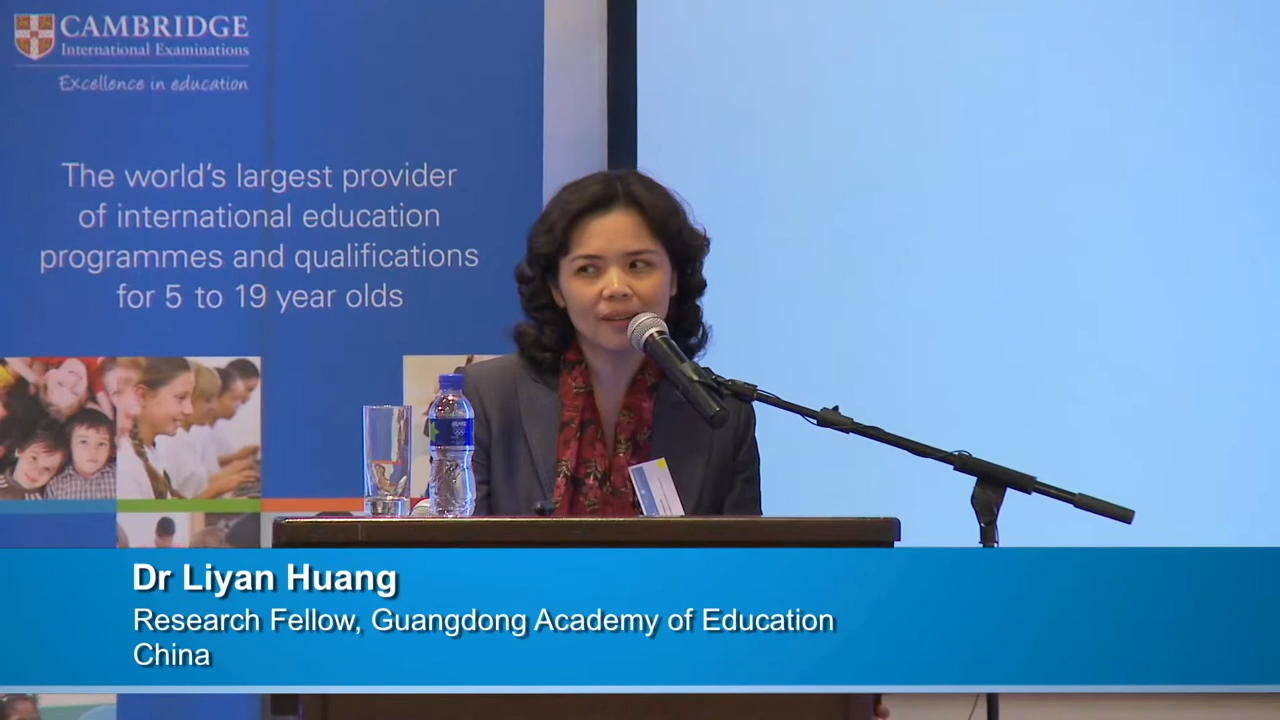 CAMBRIDGE
International Examinations
Excellence in education
The world's largest provider
of international education
programmes and qualifications
for 5 to 19 year olds
Dr Liyan Huang
Research Fellow, Guangdong Academy of Education
China